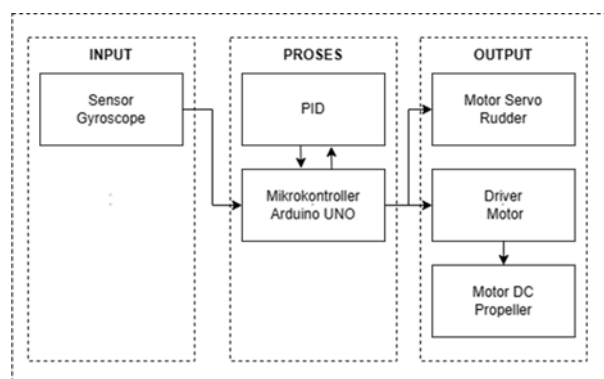 INPUT
Sensor
Gyroscope
PROSES
PID
Mikrokontroller
Arduino UNO
OUTPUT
Motor Servo
Rudder
Driver
Motor
Motor DC
Propeller